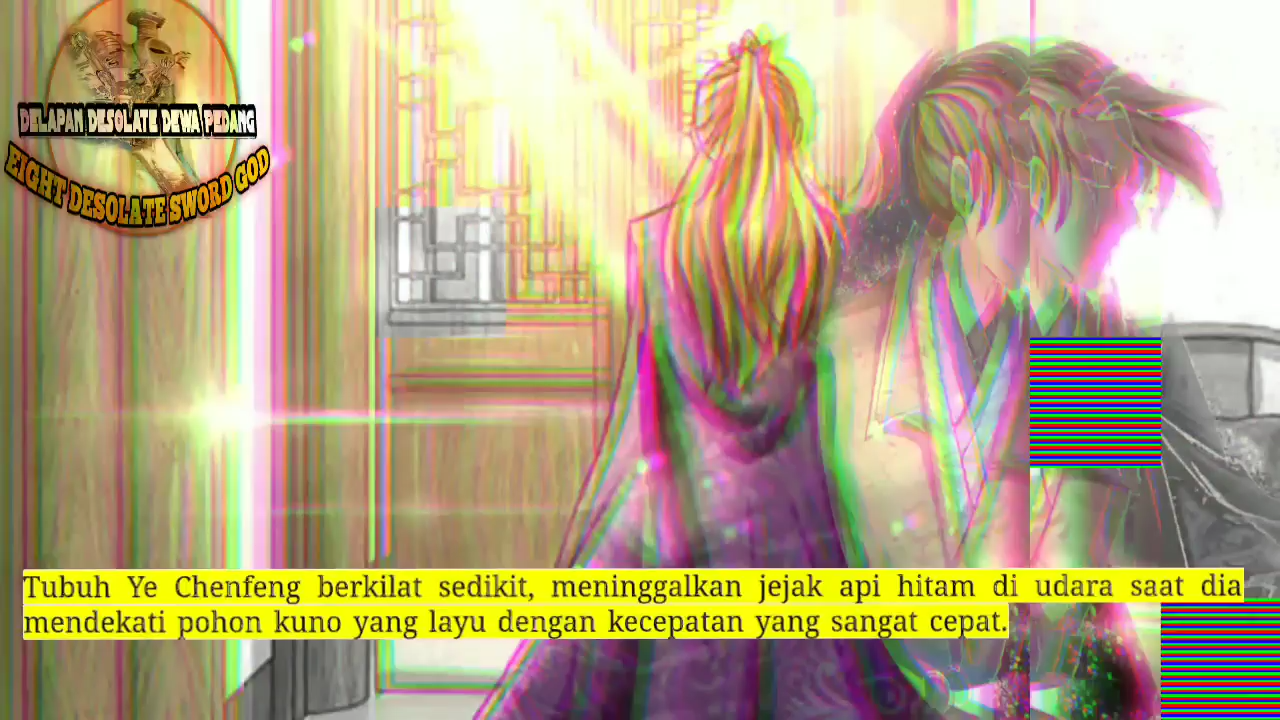 DELAPAN DESOLATE DEWA PEDANG
EIGHT DESOLATE SWORD GOD
Tubuh Ye Chenfeng berkilat sedikit, meninggalkan jejak api hitam di udara saat dia
mendekati pohon kuno yang layu dengan kecepatan yang sangat cepat.